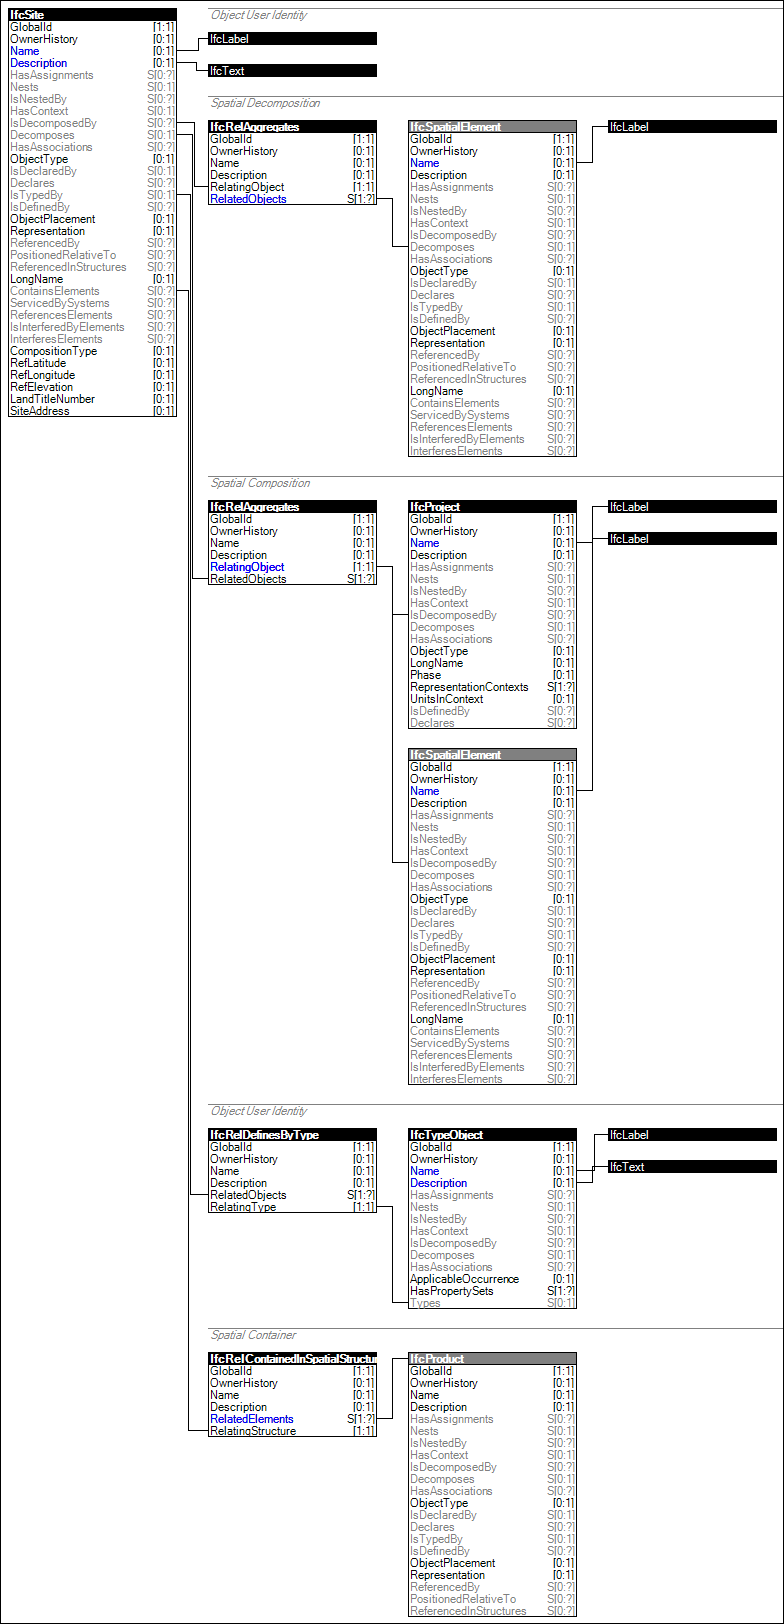 IfcSite
GlobalId [1:1]
OwnerHistory [0:1]
Name [0:1]
Description [0:1]
HasAssignments S[0:?]
Nests S[0:1]
IsNestedBy S[0:?]
HasContext S[0:1]
IsDecomposedBy S[0:?]
Decomposes S[0:1]
HasAssociations S[0:?]
ObjectType [0:1]
IsDeclaredBy S[0:1]
Declares S[0:?]
IsTypedBy S[0:1]
IsDefinedBy S[0:?]
ObjectPlacement [0:1]
Representation [0:1]
ReferencedBy S[0:?]
PositionedRelativeTo S[0:?]
ReferencedInStructures S[0:?]
LongName [0:1]
ContainsElements S[0:?]
ServicedBySystems S[0:?]
ReferencesElements S[0:?]
IsInterferedByElements S[0:?]
InterferesElements S[0:?]
CompositionType [0:1]
RefLatitude [0:1]
RefLongitude [0:1]
RefElevation [0:1]
LandTitleNumber [0:1]
SiteAddress [0:1]
Object User Identity
IfcLabel
IfcText
Spatial Decomposition
IfcRelAggregates
GlobalId [1:1]
OwnerHistory [0:1]
Name [0:1]
Description [0:1]
RelatingObject [1:1]
RelatedObjects S[1:?]
IfcSpatialElement
GlobalId [1:1]
OwnerHistory [0:1]
Name [0:1]
Description [0:1]
HasAssignments S[0:?]
Nests S[0:1]
IsNestedBy S[0:?]
HasContext S[0:1]
IsDecomposedBy S[0:?]
Decomposes S[0:1]
HasAssociations S[0:?]
ObjectType [0:1]
IsDeclaredBy S[0:1]
Declares S[0:?]
IsTypedBy S[0:1]
IsDefinedBy S[0:?]
ObjectPlacement [0:1]
Representation [0:1]
ReferencedBy S[0:?]
PositionedRelativeTo S[0:?]
ReferencedInStructures S[0:?]
LongName [0:1]
ContainsElements S[0:?]
ServicedBySystems S[0:?]
ReferencesElements S[0:?]
IsInterferedByElements S[0:?]
InterferesElements S[0:?]
IfcLabel
Spatial Composition
IfcRelAggregates
GlobalId [1:1]
OwnerHistory [0:1]
Name [0:1]
Description [0:1]
RelatingObject [1:1]
RelatedObjects S[1:?]
IfcProject
GlobalId [1:1]
OwnerHistory [0:1]
Name [0:1]
Description [0:1]
HasAssignments S[0:?]
Nests S[0:1]
IsNestedBy S[0:?]
HasContext S[0:1]
IsDecomposedBy S[0:?]
Decomposes S[0:1]
HasAssociations S[0:?]
ObjectType [0:1]
LongName [0:1]
Phase [0:1]
RepresentationContexts S[1:?]
UnitsInContext [0:1]
IsDefinedBy S[0:?]
Declares S[0:?]
IfcLabel
IfcLabel
IfcSpatialElement
GlobalId [1:1]
OwnerHistory [0:1]
Name [0:1]
Description [0:1]
HasAssignments S[0:?]
Nests S[0:1]
IsNestedBy S[0:?]
HasContext S[0:1]
IsDecomposedBy S[0:?]
Decomposes S[0:1]
HasAssociations S[0:?]
ObjectType [0:1]
IsDeclaredBy S[0:1]
Declares S[0:?]
IsTypedBy S[0:1]
IsDefinedBy S[0:?]
ObjectPlacement [0:1]
Representation [0:1]
ReferencedBy S[0:?]
PositionedRelativeTo S[0:?]
ReferencedInStructures S[0:?]
LongName [0:1]
ContainsElements S[0:?]
ServicedBySystems S[0:?]
ReferencesElements S[0:?]
IsInterferedByElements S[0:?]
InterferesElements S[0:?]
Object User Identity
IfcRelDefinesByType
GlobalId [1:1]
OwnerHistory [0:1]
Name [0:1]
Description [0:1]
RelatedObjects S[1:?]
RelatingType [1:1]
IfcTypeObject
GlobalId [1:1]
OwnerHistory [0:1]
Name [0:1]
Description [0:1]
HasAssignments S[0:?]
Nests S[0:1]
IsNestedBy S[0:?]
HasContext S[0:1]
IsDecomposedBy S[0:?]
Decomposes S[0:1]
HasAssociations S[0:?]
ApplicableOccurrence [0:1]
HasPropertySets S[1:?]
Types S[0:1]
IfcLabel
IfcText
Spatial Container
IfcRelContainedInSpatialStructur
GlobalId [1:1]
OwnerHistory [0:1]
Name [0:1]
Description [0:1]
RelatedElements S[1:?]
RelatingStructure [1:1]
IfcProduct
GlobalId [1:1]
OwnerHistory [0:1]
Name [0:1]
Description [0:1]
HasAssignments S[0:?]
Nests S[0:1]
IsNestedBy S[0:?]
HasContext S[0:1]
IsDecomposedBy S[0:?]
Decomposes S[0:1]
HasAssociations S[0:?]
ObjectType [0:1]
IsDeclaredBy S[0:1]
Declares S[0:?]
IsTypedBy S[0:1]
IsDefinedBy S[0:?]
ObjectPlacement [0:1]
Representation [0:1]
ReferencedBy S[0:?]
PositionedRelativeTo S[0:?]
ReferencedInStructures S[0:?]